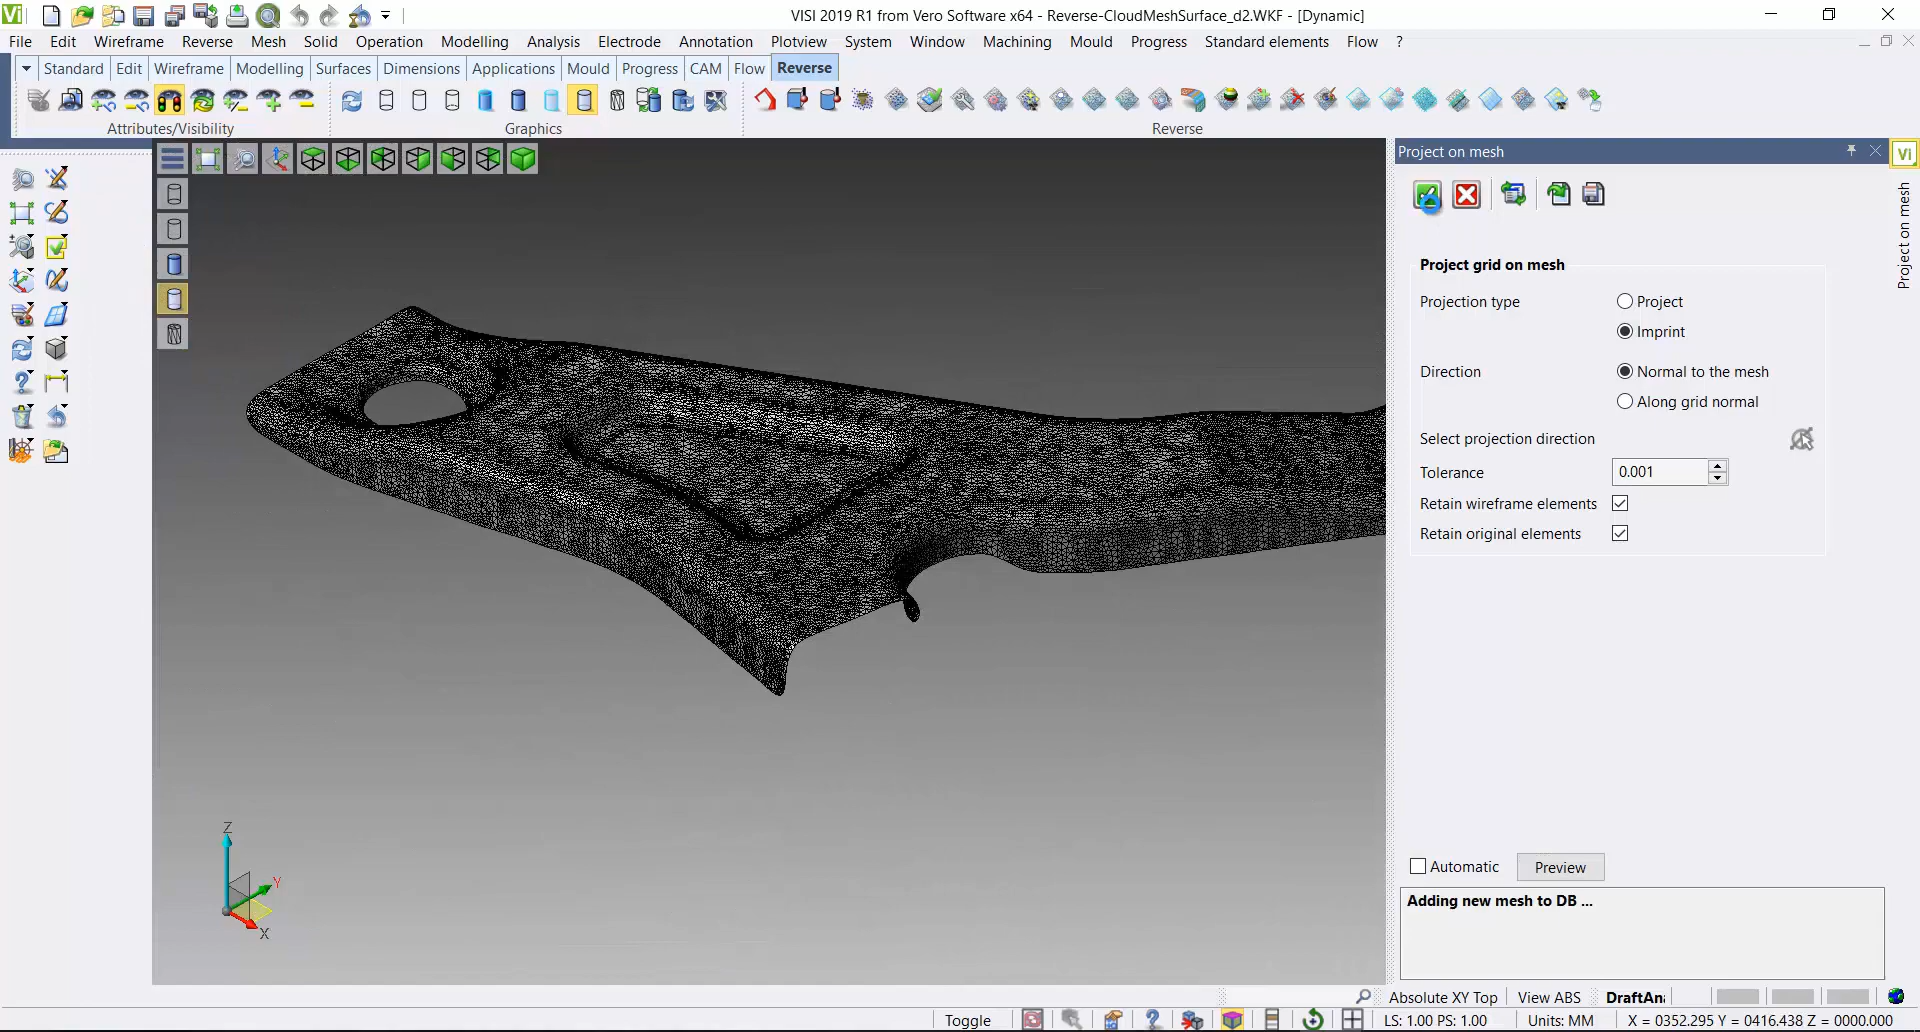 VISI 2019 R1 from Vero Software x64 - Reverse-CloudMeshSurface_d2.WKF - [Dynamic]
File Edit Wireframe Reverse Mesh Solid Operation Modelling Analysis Electrode Annotation Plotview System Window Machining Mould Progress Standard elements Flow ?
Standard Edit Wireframe Modelling Surfaces Dimensions Applications Mould Progress CAM Flow Reverse
Attributes/Visibility Graphics Reverse
Project on mesh
Vi
Project on mesh
Project grid on mesh
Projection type Project
Imprint
Direction Normal to the mesh
Along grid normal
Select projection direction
Tolerance 0.001
Retain wireframe elements
Retain original elements
Z
Y
X
Automatic Preview
Adding new mesh to DB ...
Absolute XY Top View ABS DraftAn
Toggle LS: 1.00 PS: 1.00 Units: MM X = 0352.295 Y = 0416.438 Z = 0000.000